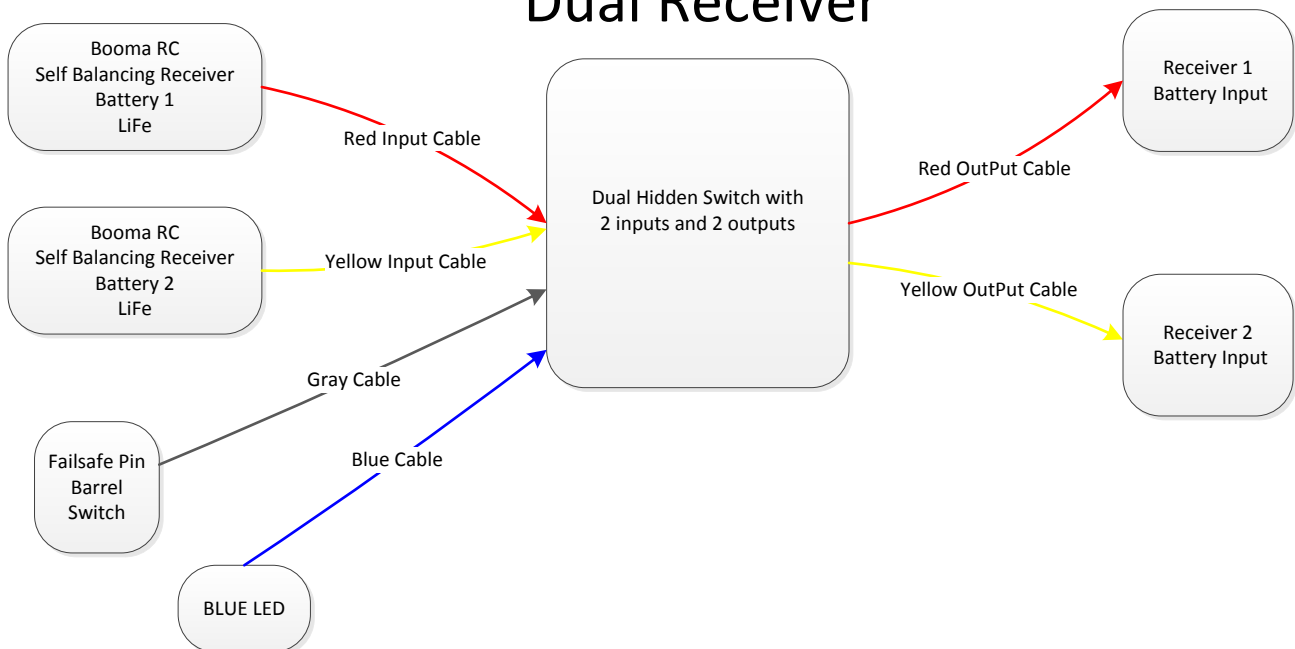 Dual Receiver
Booma RC
Self Balancing Receiver
Battery 1
LiFe
Red Input Cable
Booma RC
Self Balancing Receiver
Battery 2
LiFe
Yellow Input Cable
Dual Hidden Switch with
2 inputs and 2 outputs
Red OutPut Cable
Receiver 1
Battery Input
Yellow OutPut Cable
Receiver 2
Battery Input
Gray Cable
Failsafe Pin
Barrel
Switch
Blue Cable
BLUE LED